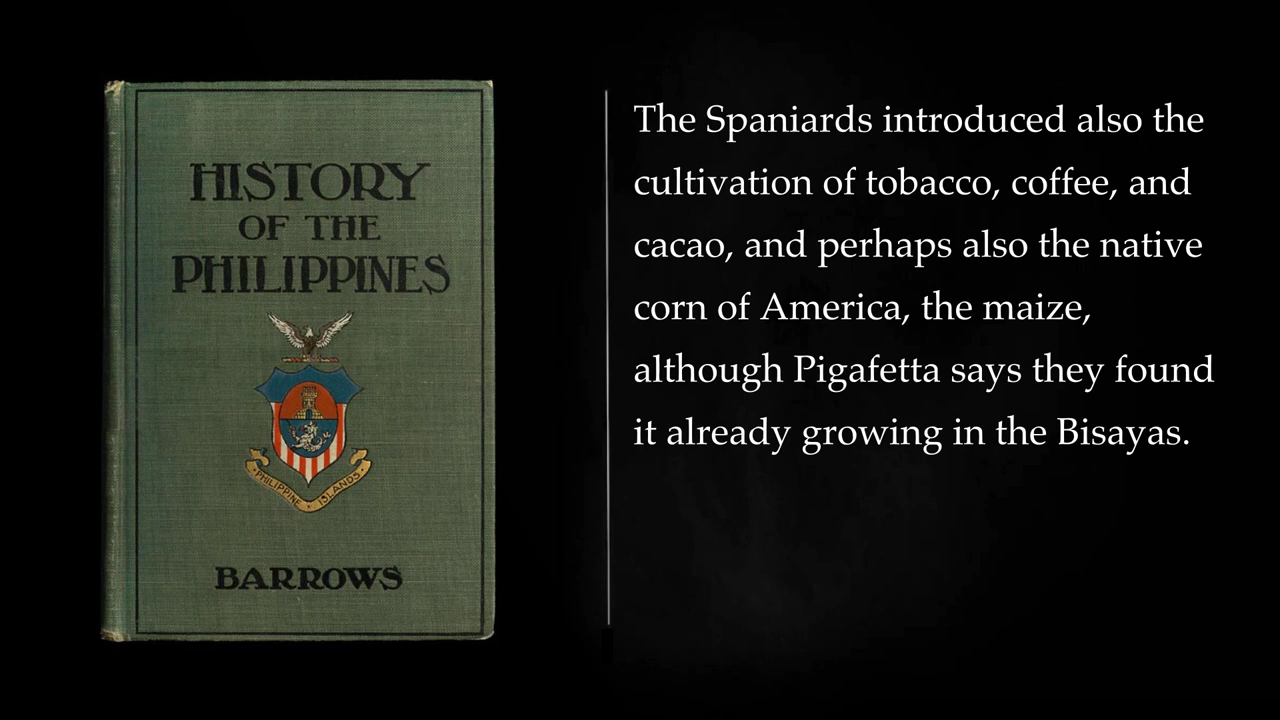 HISTORY
OF THE
PHILIPPINES
PHILIPPINE ISLANDS
BARROWS
The Spaniards introduced also the
cultivation of tobacco, coffee, and
cacao, and perhaps also the native
corn of America, the maize,
although Pigafetta says they found
it already growing in the Bisayas.